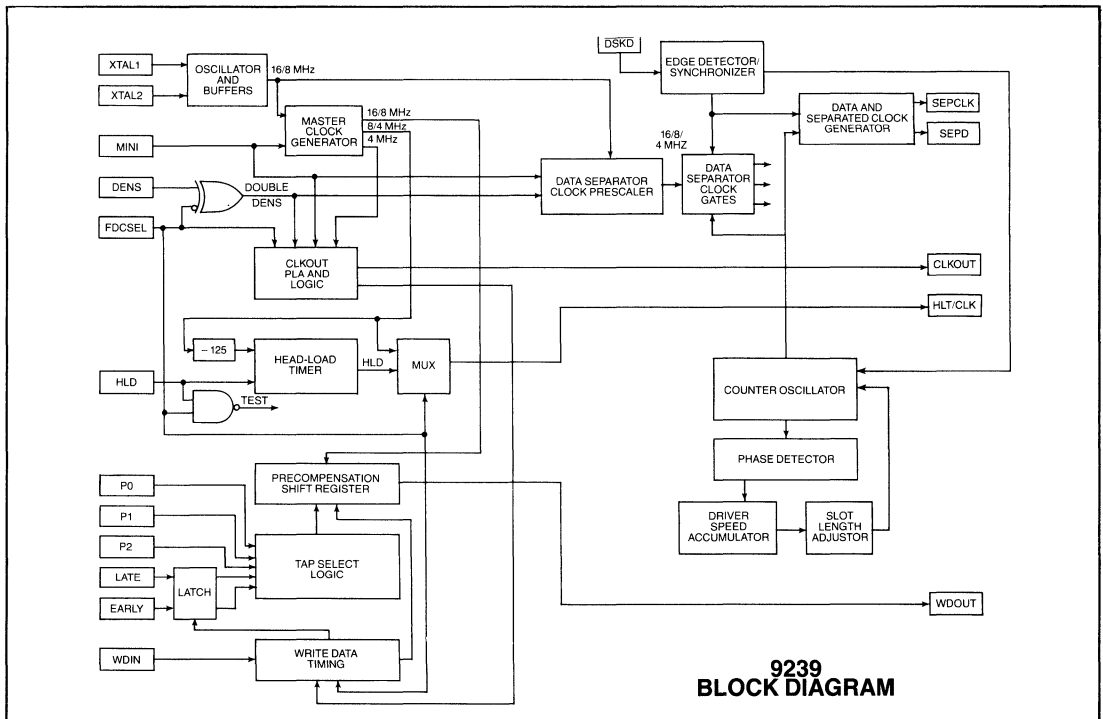 XTAL1
XTAL2
MINI
DENS
FDCSEL
HLD
P0
P1
P2
LATE
EARLY
WDIN
OSCILLATOR
AND
BUFFERS
16/8 MHz
MASTER
CLOCK
GENERATOR
16/8 MHz
8/4 MHz
4 MHz
DOUBLE
DENS
CLKOUT
PLA AND
LOGIC
– 125
HEAD-LOAD
TIMER
HLD
MUX
TEST
PRECOMPENSATION
SHIFT REGISTER
TAP SELECT
LOGIC
LATCH
WRITE DATA
TIMING
DSKD
EDGE DETECTOR/
SYNCHRONIZER
DATA AND
SEPARATED CLOCK
GENERATOR
SEPCLK
SEPD
16/8/
4 MHZ
DATA SEPARATOR
CLOCK PRESCALER
DATA
SEPARATOR
CLOCK
GATES
CLKOUT
HLT/CLK
COUNTER OSCILLATOR
PHASE DETECTOR
DRIVER
SPEED
ACCUMULATOR
SLOT
LENGTH
ADJUSTOR
WDOUT
9239
BLOCK DIAGRAM